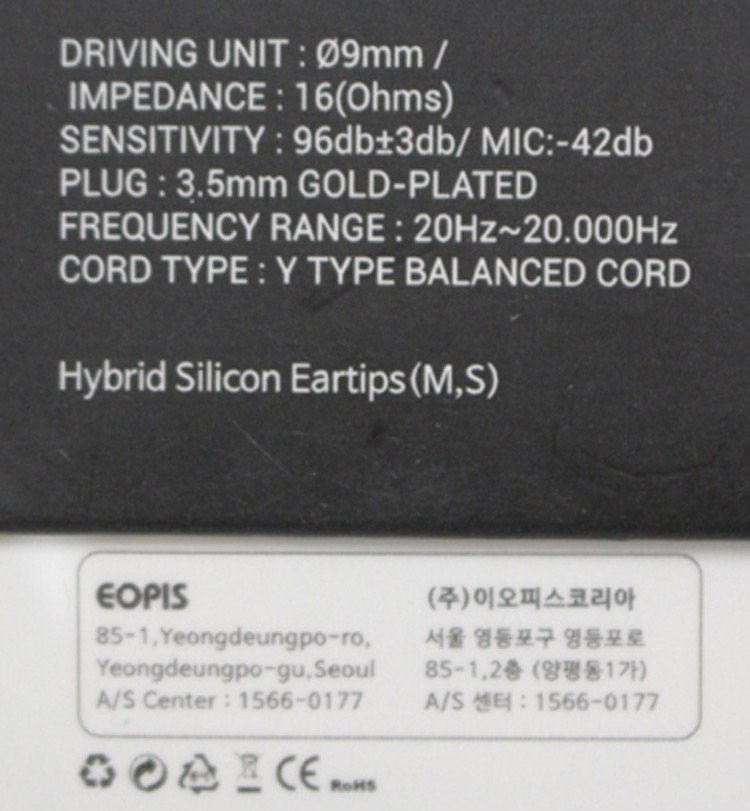 DRIVING UNIT : Ø9mm /
IMPEDANCE : 16(Ohms)
SENSITIVITY : 96db±3db/ MIC:-42db
PLUG : 3.5mm GOLD-PLATED
FREQUENCY RANGE : 20Hz~20.000Hz
CORD TYPE : Y TYPE BALANCED CORD
Hybrid Silicon Eartips(M,S)
EOPIS
85-1,Yeongdeungpo-ro,
Yeongdeungpo-gu,Seoul
A/S Center : 1566-0177
(주)이오피스코리아
서울 영등포구 영등포로
85-1,2층 (양평동1가)
A/S 센터 : 1566-0177
CE RoHS